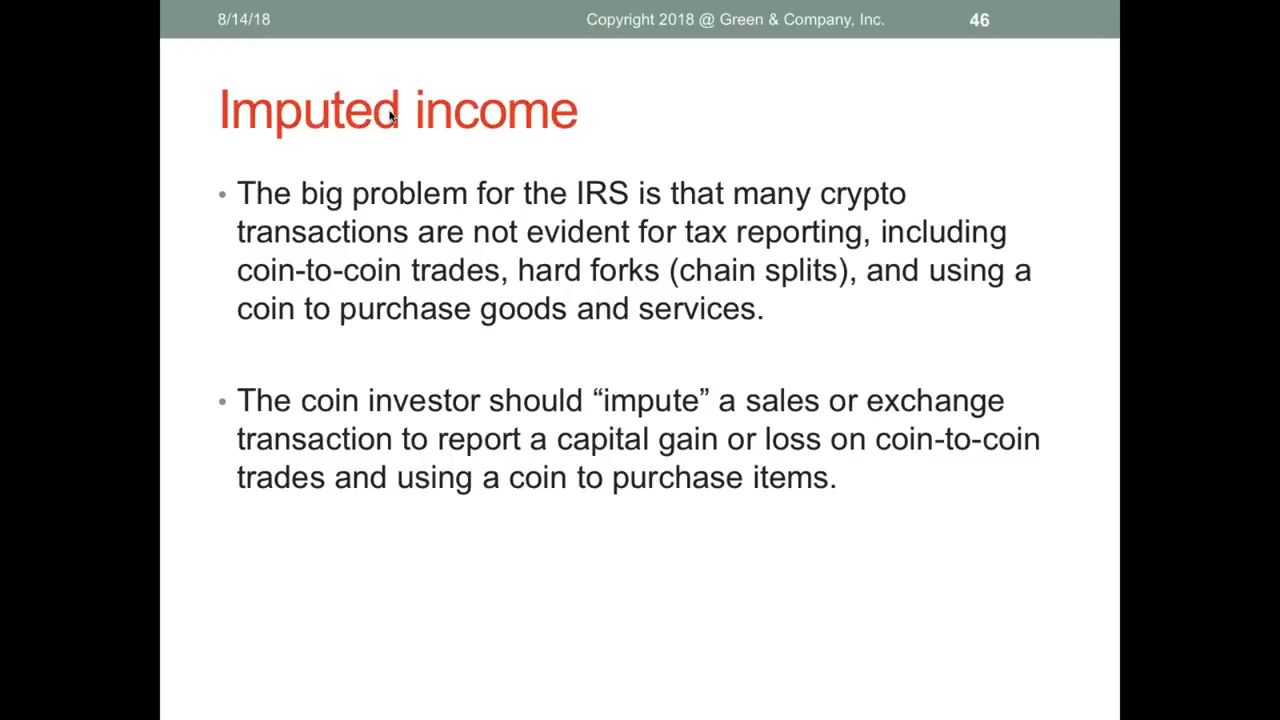 8/14/18 Copyright 2018 @ Green & Company, Inc. 46
Imputed income
• The big problem for the IRS is that many crypto
transactions are not evident for tax reporting, including
coin-to-coin trades, hard forks (chain splits), and using a
coin to purchase goods and services.
• The coin investor should “impute” a sales or exchange
transaction to report a capital gain or loss on coin-to-coin
trades and using a coin to purchase items.